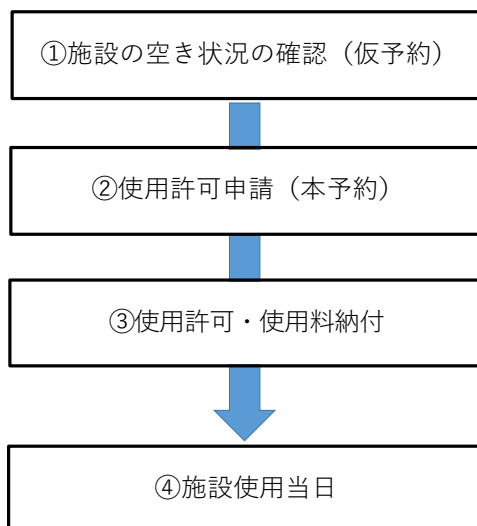 ①施設の空き状況の確認（仮予約）
②使用許可申請（本予約）
③使用許可・使用料納付
④施設使用当日